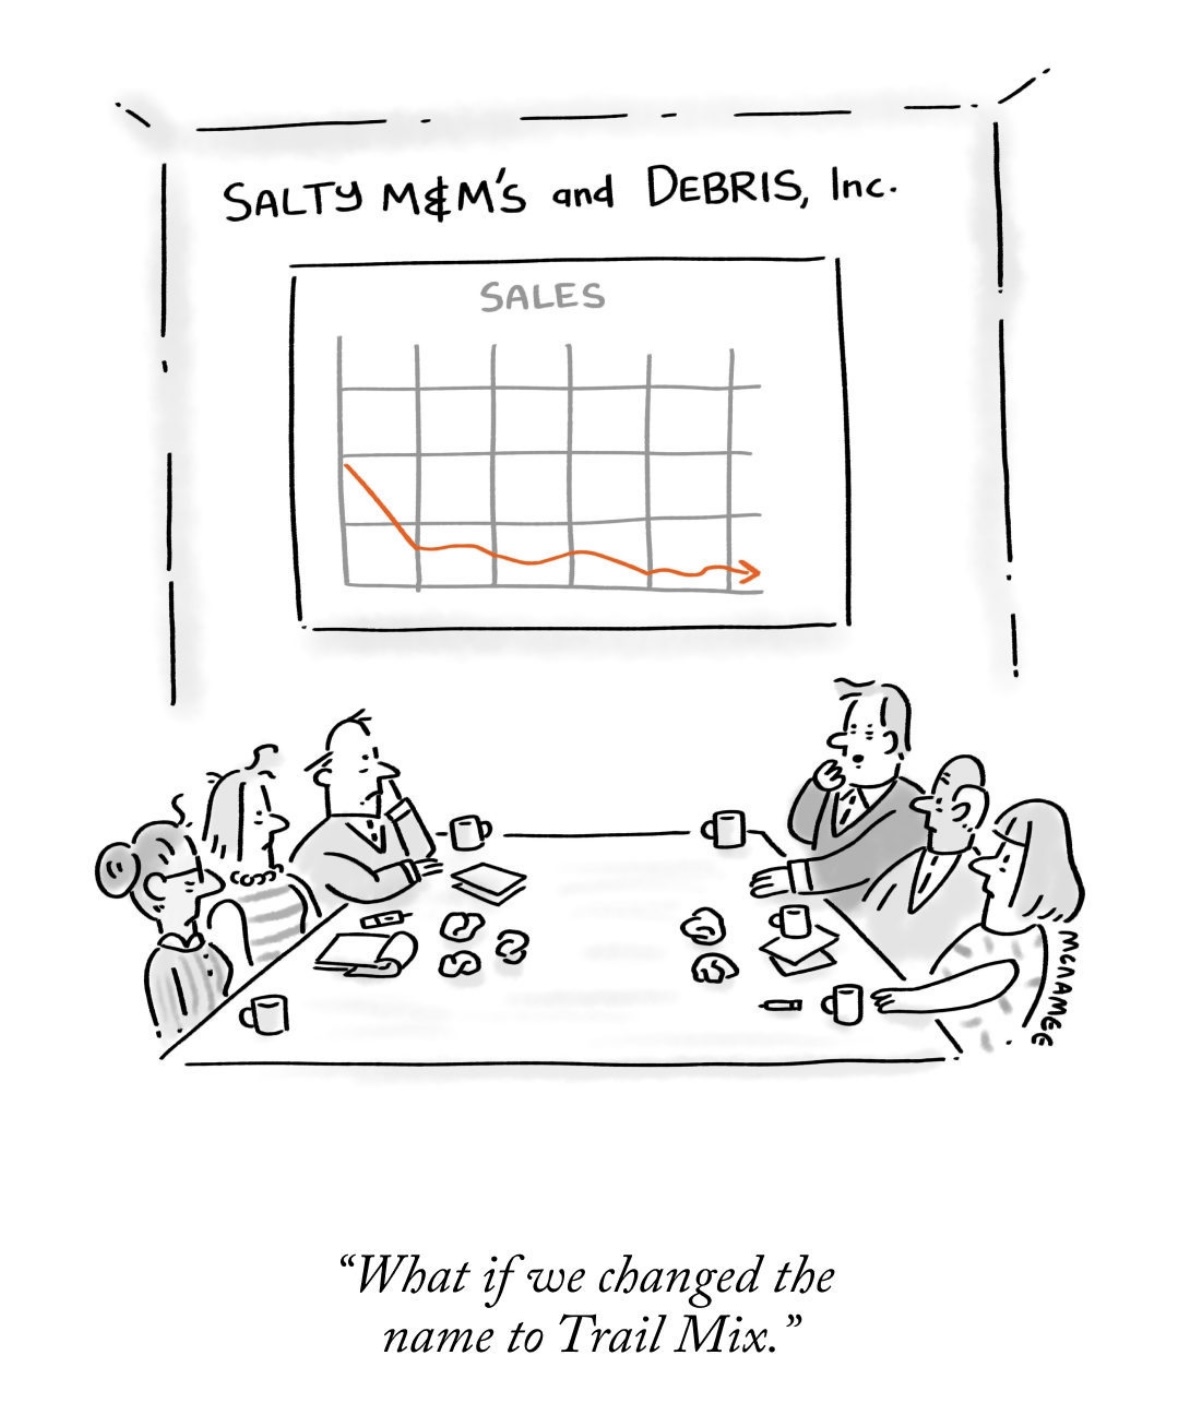 SALTY M&M'S and DEBRIS, Inc.
SALES
MCNAMEE
“What if we changed the
name to Trail Mix.”